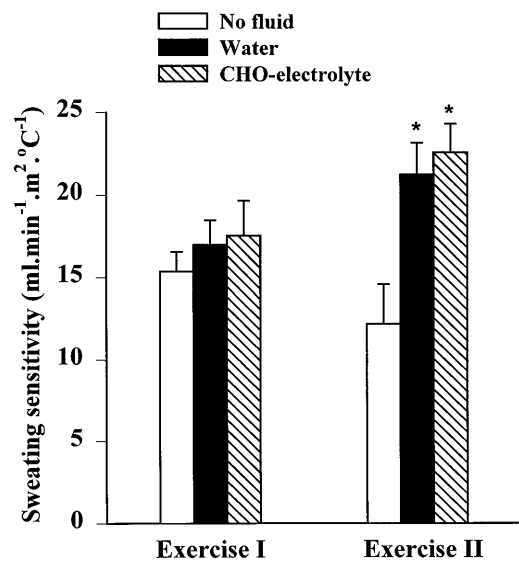 No fluid
Water
CHO-electrolyte
Sweating sensitivity (ml.min⁻¹.m².°C⁻¹)
25
20
15
10
5
0
* *
Exercise I Exercise II